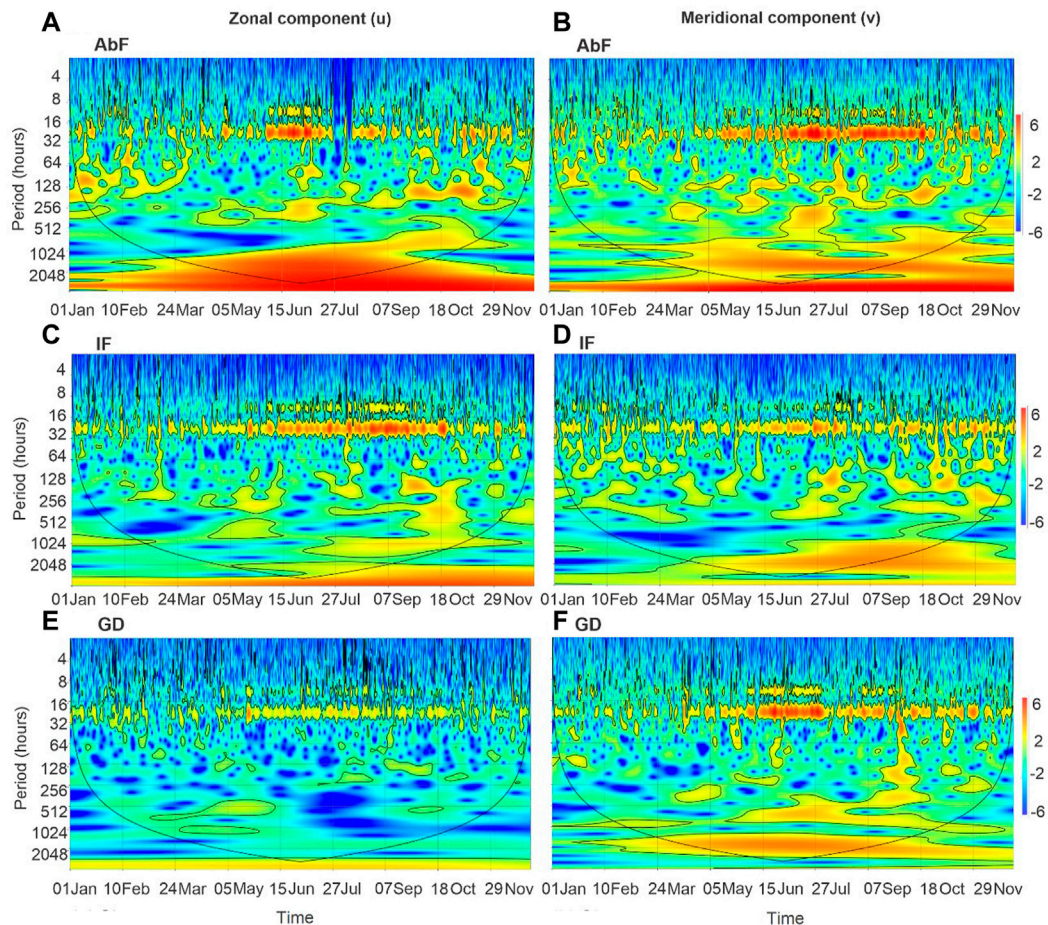 A
Zonal component (u)
B
Meridional component (v)
AbF
AbF
Period (hours)
4
8
16
32
64
128
256
512
1024
2048
6
2
-2
-6
01Jan 10Feb 24Mar 05May 15Jun 27Jul 07Sep 18Oct 29Nov
01Jan 10Feb 24Mar 05May 15Jun 27Jul 07Sep 18Oct 29Nov
C
IF
D
IF
Period (hours)
4
8
16
32
64
128
256
512
1024
2048
6
2
-2
-6
01Jan 10Feb 24Mar 05May 15Jun 27Jul 07Sep 18Oct 29Nov
01Jan 10Feb 24Mar 05May 15Jun 27Jul 07Sep 18Oct 29Nov
E
GD
F
GD
Period (hours)
4
8
16
32
64
128
256
512
1024
2048
6
2
-2
-6
01Jan 10Feb 24Mar 05May 15Jun 27Jul 07Sep 18Oct 29Nov
01Jan 10Feb 24Mar 05May 15Jun 27Jul 07Sep 18Oct 29Nov
Time
Time